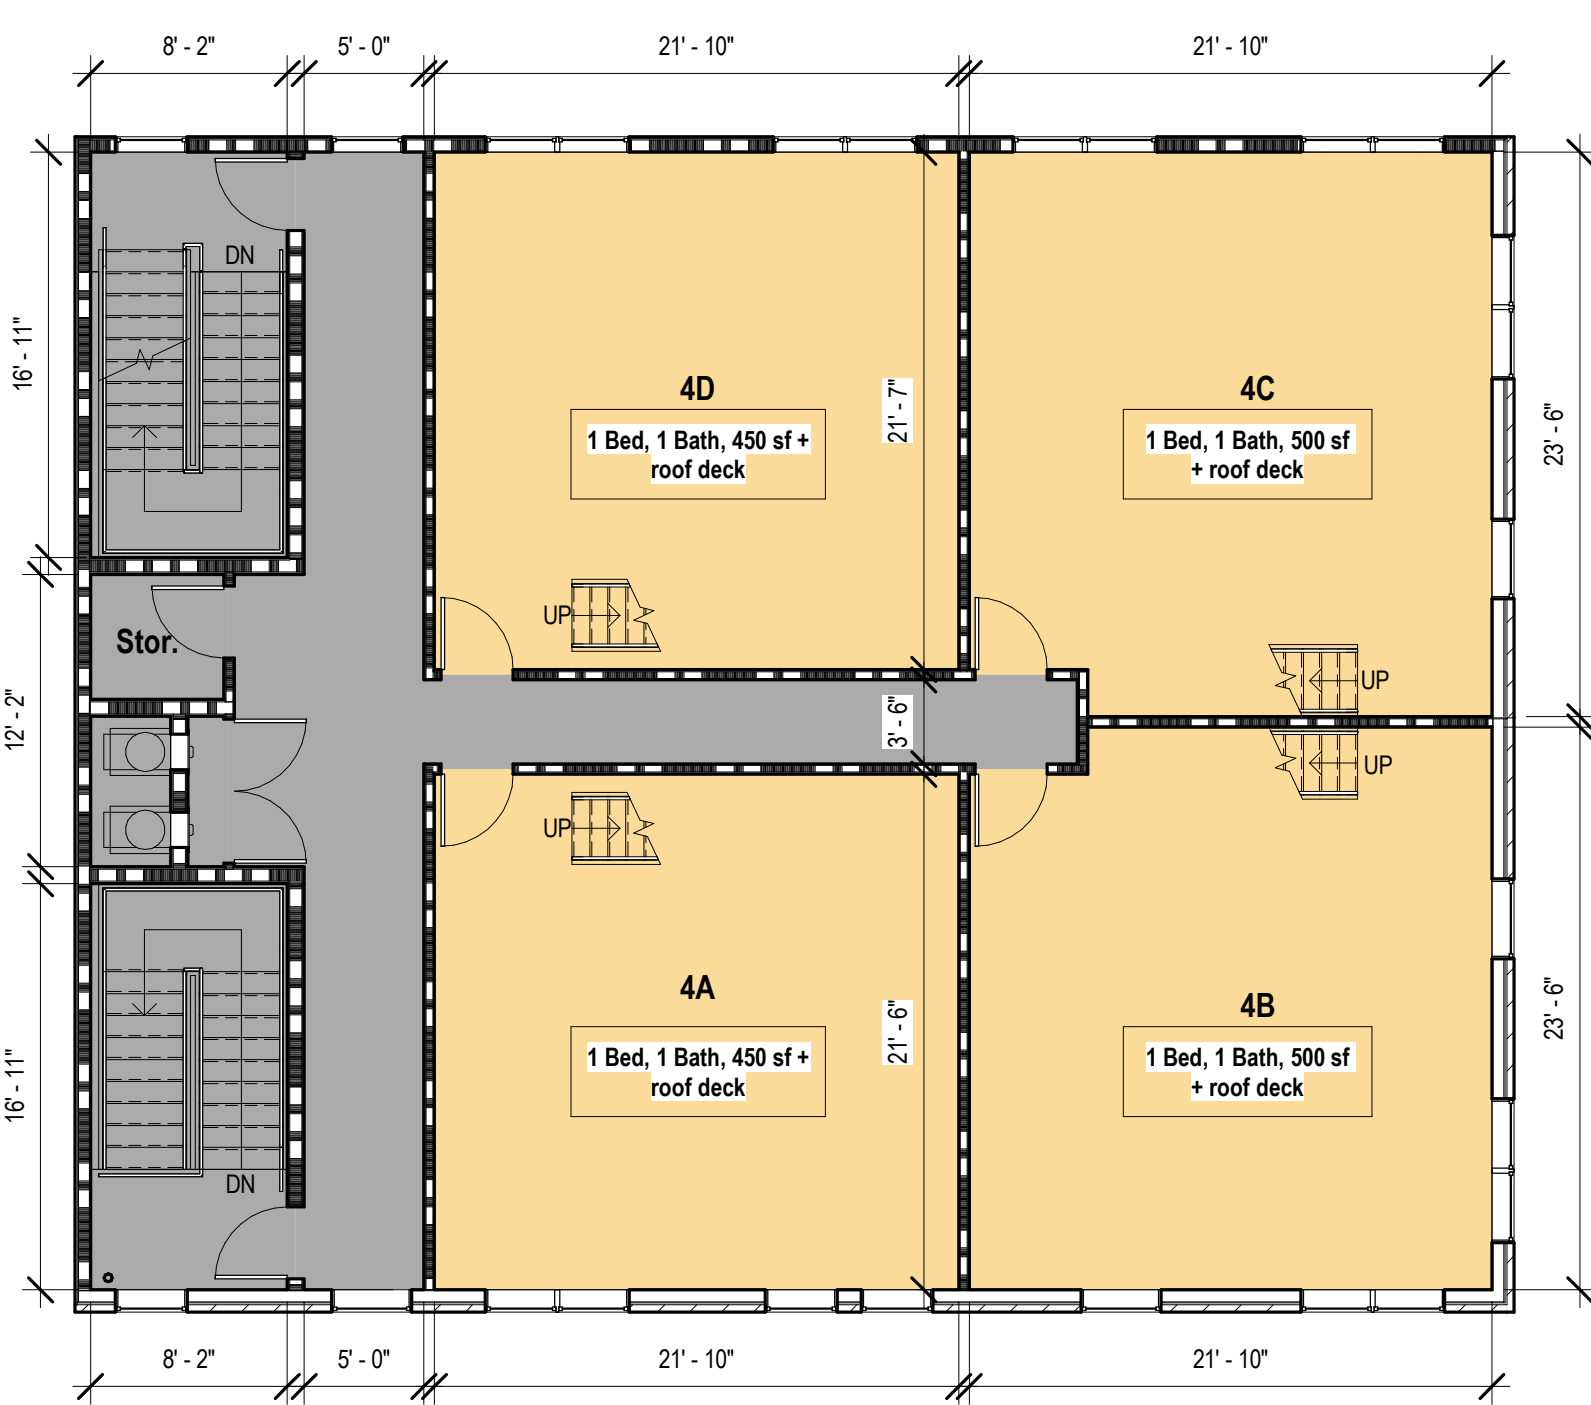 8' - 2"
5' - 0"
21' - 10"
21' - 10"
DN
16' - 11"
4D
1 Bed, 1 Bath, 450 sf +
roof deck
21' - 7"
4C
1 Bed, 1 Bath, 500 sf
+ roof deck
23' - 6"
UP
Stor.
UP
12' - 2"
3' - 6"
UP
UP
4A
1 Bed, 1 Bath, 450 sf +
roof deck
21' - 6"
4B
1 Bed, 1 Bath, 500 sf
+ roof deck
23' - 6"
16' - 11"
DN
8' - 2"
5' - 0"
21' - 10"
21' - 10"